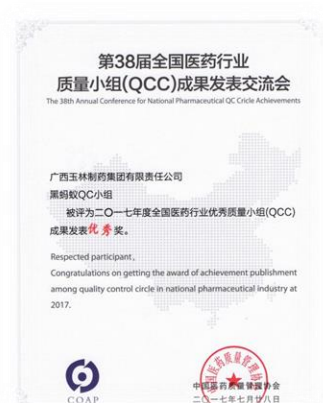 第38届全国医药行业
质量小组(QCC)成果发表交流会
The 38th Annual Conference for National Pharmaceutical QC Cricle Achievements
广西玉林制药集团有限责任公司
黑蚂蚁QC小组
被评为二〇一七年度全国医药行业优秀质量小组(QCC)
成果发表优秀奖。
Respected participant,
Congratulations on getting the award of achievement publishment
among quality control circle in national pharmaceutical industry at
2017.
COAP
中国医药质量管理协会
二〇一七年七月廿八日